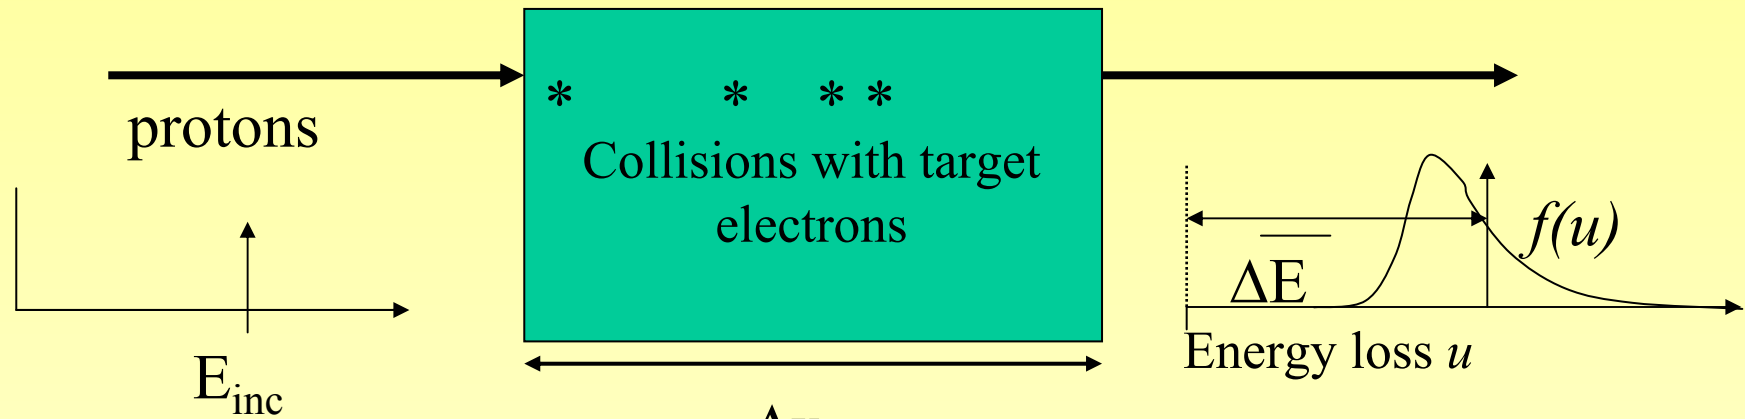 protons
* * * *
Collisions with target
electrons
E_inc
f(u)
ΔE̅
Energy loss u